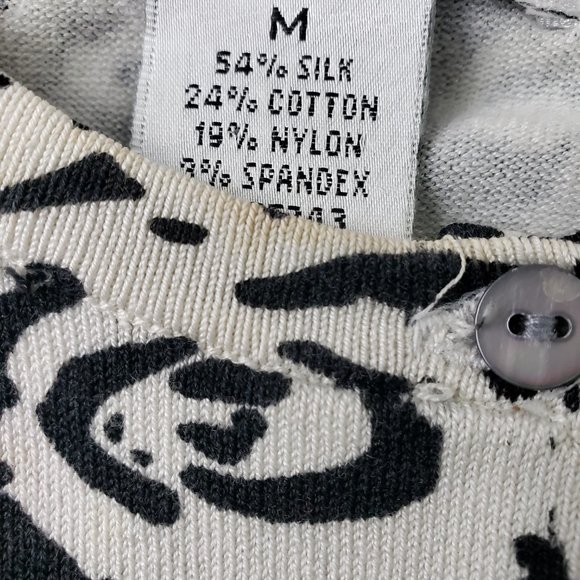 M
54% SILK
24% COTTON
19% NYLON
3% SPANDEX